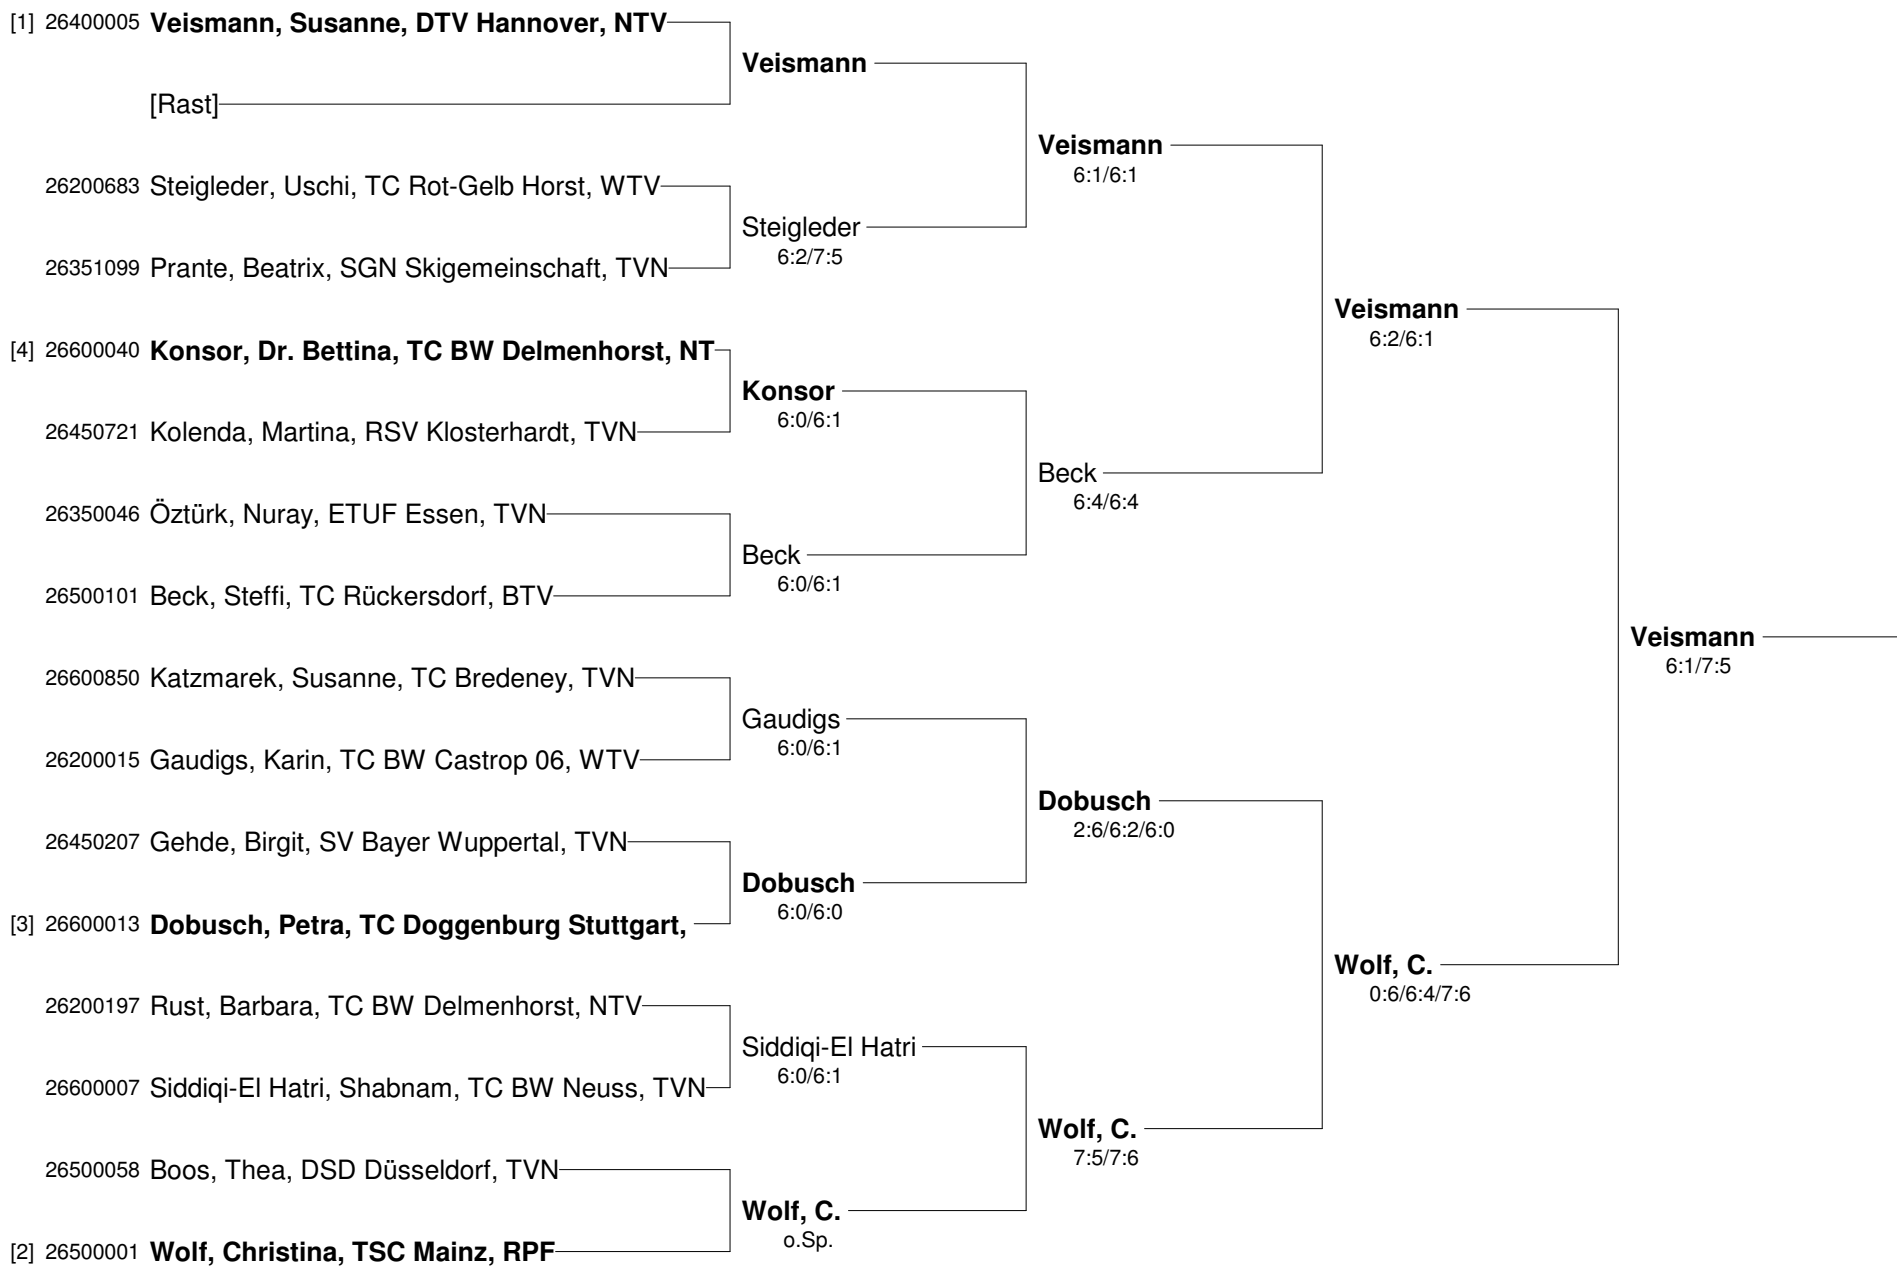 [1] 26400005 Veismann, Susanne, DTV Hannover, NTV
Veismann
[Rast]
Veismann
6:1/6:1
26200683 Steigleder, Uschi, TC Rot-Gelb Horst, WTV
Steigleder
6:2/7:5
26351099 Prante, Beatrix, SGN Skigemeinschaft, TVN
Veismann
6:2/6:1
[4] 26600040 Konsor, Dr. Bettina, TC BW Delmenhorst, NT
Konsor
6:0/6:1
26450721 Kolenda, Martina, RSV Klosterhardt, TVN
Beck
6:4/6:4
26350046 Öztürk, Nuray, ETUF Essen, TVN
Beck
6:0/6:1
26500101 Beck, Steffi, TC Rückersdorf, BTV
Veismann
6:1/7:5
26600850 Katzmarek, Susanne, TC Bredeney, TVN
Gaudigs
6:0/6:1
26200015 Gaudigs, Karin, TC BW Castrop 06, WTV
Dobusch
2:6/6:2/6:0
26450207 Gehde, Birgit, SV Bayer Wuppertal, TVN
Dobusch
6:0/6:0
[3] 26600013 Dobusch, Petra, TC Doggenburg Stuttgart,
Wolf, C.
0:6/6:4/7:6
26200197 Rust, Barbara, TC BW Delmenhorst, NTV
Siddiqi-El Hatri
6:0/6:1
26600007 Siddiqi-El Hatri, Shabnam, TC BW Neuss, TVN
Wolf, C.
7:5/7:6
26500058 Boos, Thea, DSD Düsseldorf, TVN
Wolf, C.
o.Sp.
[2] 26500001 Wolf, Christina, TSC Mainz, RPF